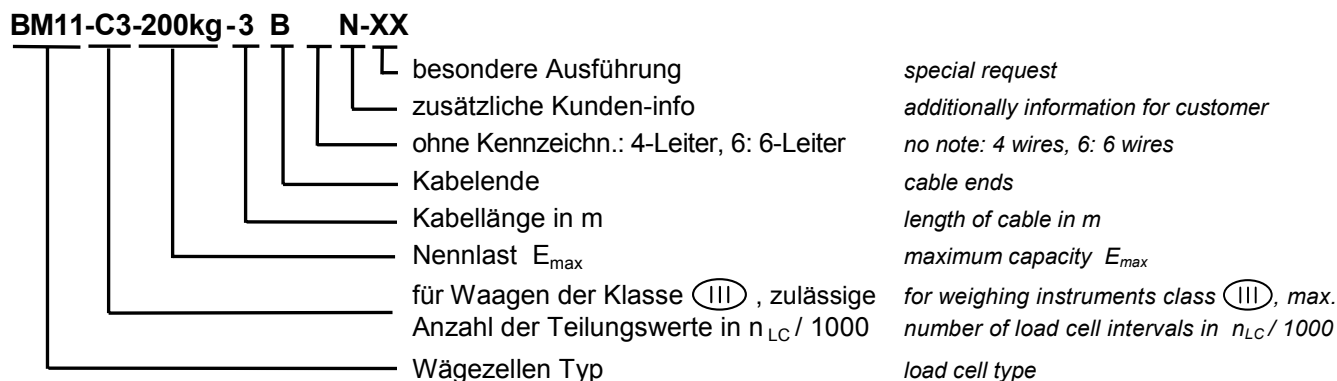 BM11-C3-200kg-3 B N-XX
besondere Ausführung special request
zusätzliche Kunden-info additionally information for customer
ohne Kennzeichn.: 4-Leiter, 6: 6-Leiter no note: 4 wires, 6: 6 wires
Kabelende cable ends
Kabellänge in m length of cable in m
Nennlast Emax maximum capacity Emax
für Waagen der Klasse III , zulässige for weighing instruments class III, max.
Anzahl der Teilungswerte in n LC / 1000 number of load cell intervals in nLC / 1000
Wägezellen Typ load cell type